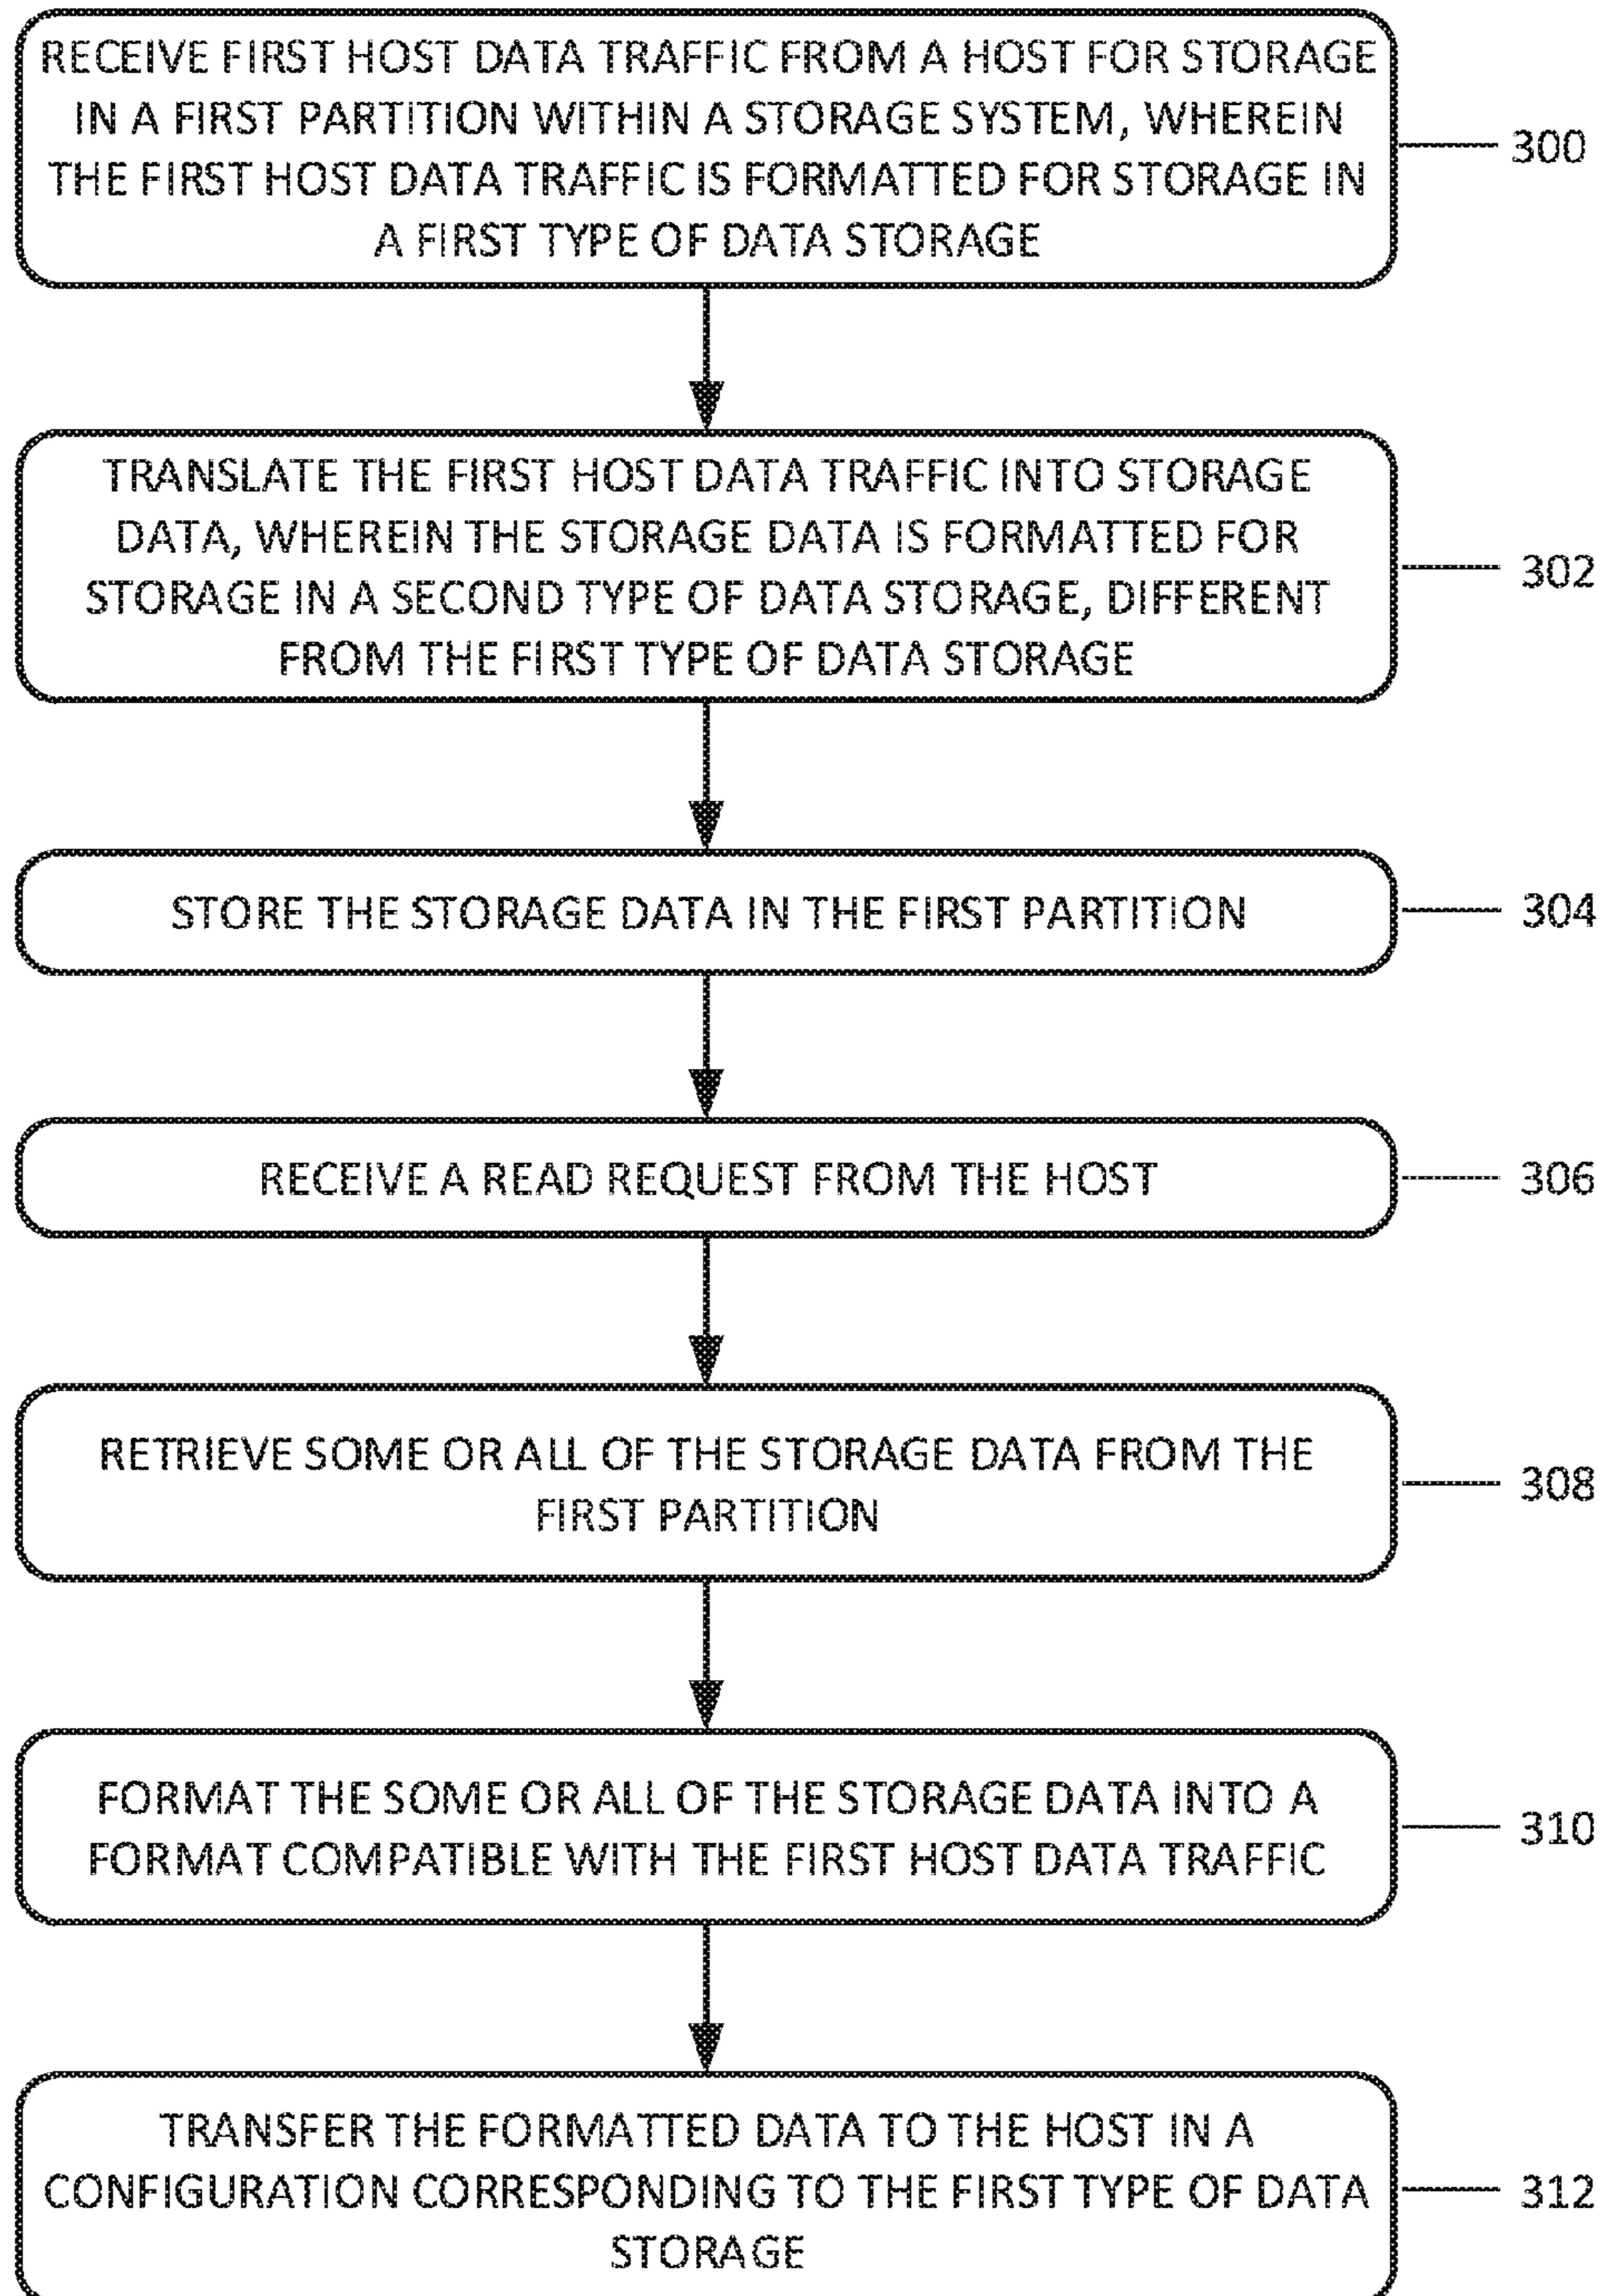 RECEIVE FIRST HOST DATA TRAFFIC FROM A HOST FOR STORAGE
IN A FIRST PARTITION WITHIN A STORAGE SYSTEM, WHEREIN
THE FIRST HOST DATA TRAFFIC IS FORMATTED FOR STORAGE IN
A FIRST TYPE OF DATA STORAGE
300
TRANSLATE THE FIRST HOST DATA TRAFFIC INTO STORAGE
DATA, WHEREIN THE STORAGE DATA IS FORMATTED FOR
STORAGE IN A SECOND TYPE OF DATA STORAGE, DIFFERENT
FROM THE FIRST TYPE OF DATA STORAGE
302
STORE THE STORAGE DATA IN THE FIRST PARTITION
304
RECEIVE A READ REQUEST FROM THE HOST
306
RETRIEVE SOME OR ALL OF THE STORAGE DATA FROM THE
FIRST PARTITION
308
FORMAT THE SOME OR ALL OF THE STORAGE DATA INTO A
FORMAT COMPATIBLE WITH THE FIRST HOST DATA TRAFFIC
310
TRANSFER THE FORMATTED DATA TO THE HOST IN A
CONFIGURATION CORRESPONDING TO THE FIRST TYPE OF DATA
STORAGE
312